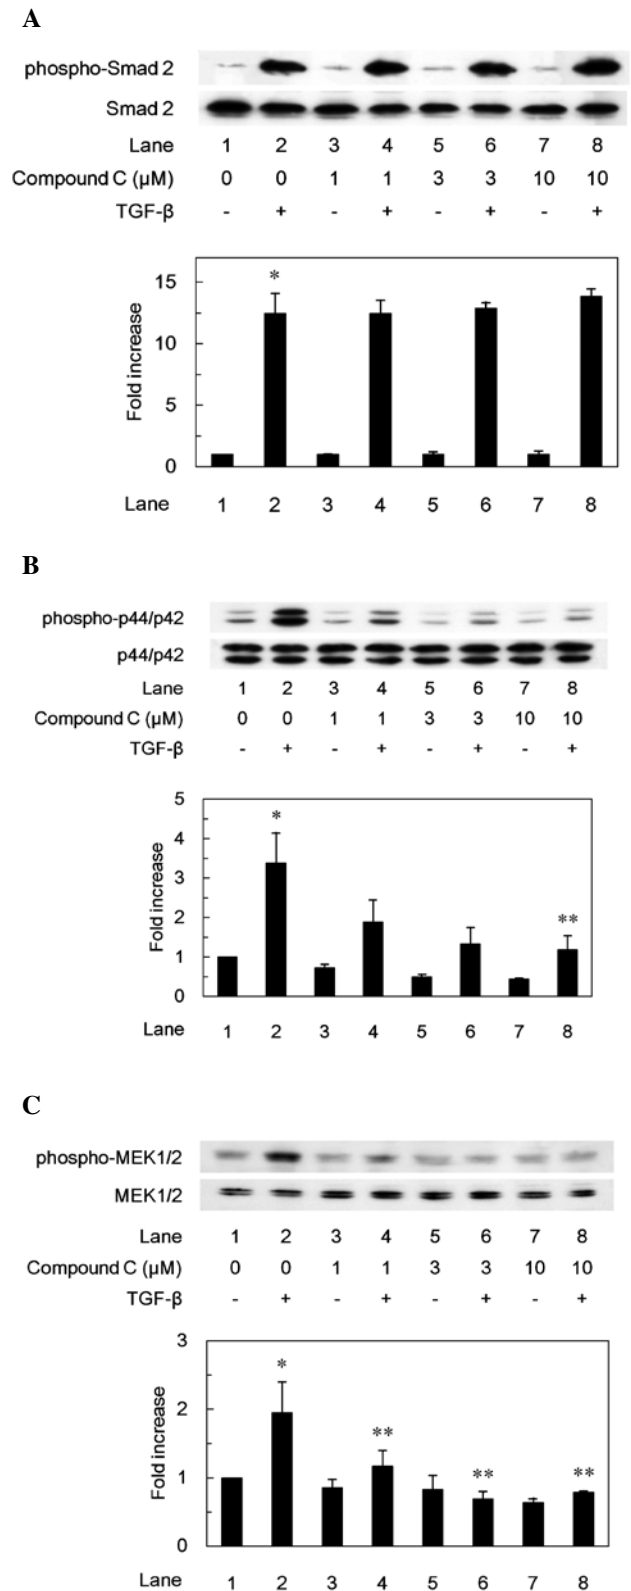 A
phospho-Smad 2
Smad 2
Lane 1 2 3 4 5 6 7 8
Compound C (μM) 0 0 1 1 3 3 10 10
TGF-β - + - + - + - +
*
15
10
5
0
Fold increase
Lane 1 2 3 4 5 6 7 8
B
phospho-p44/p42
p44/p42
Lane 1 2 3 4 5 6 7 8
Compound C (μM) 0 0 1 1 3 3 10 10
TGF-β - + - + - + - +
5
* **
4
3
2
1
0
Fold increase
Lane 1 2 3 4 5 6 7 8
C
phospho-MEK1/2
MEK1/2
Lane 1 2 3 4 5 6 7 8
Compound C (μM) 0 0 1 1 3 3 10 10
TGF-β - + - + - + - +
3
* ** ** **
2
1
0
Fold increase
Lane 1 2 3 4 5 6 7 8